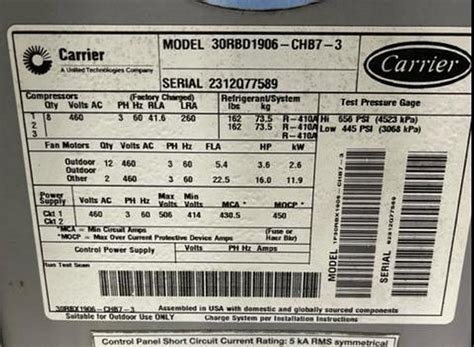 Carrier
A United Technologies Company
MODEL 30RBD1906-CHB7-3
SERIAL 2312Q77589
Carrier
Compressors (Factory Charged) Refrigerant/System Test Pressure Gage
Qty Volts AC PH Hz RLA LRA lbs kg
1 8 460 3 60 41.6 260 162 73.5 R-410A Hi 656 PSI (4523 kPa)
2 162 73.5 R-410A Low 445 PSI (3068 kPa)
3
Fan Motors Qty Volts AC PH Hz FLA HP kW
Outdoor 12 460 3 60 5.4 3.6 2.6
Outdoor
Other 2 460 3 60 22.5 16.0 11.9
Power Supply Volts AC PH Hz Max Volts Min Volts MCA * MOCP *
Ckt 1 460 3 60 506 414 430.5 450
Ckt 2
*MCA = Min Circuit Amps (Fuse or
*MOCP = Max Over Current Protective Device Amps Hacr Bkr)
Control Power Supply Volts PH Hz Amps
Run Test Scan
MODEL
SERIAL
30RBX1906-CHB7-3 Assembled in USA with domestic and globally sourced components
Suitable for Outdoor Use ONLY Charge System per Installation Instructions
Control Panel Short Circuit Current Rating: 5 kA RMS symmetrical